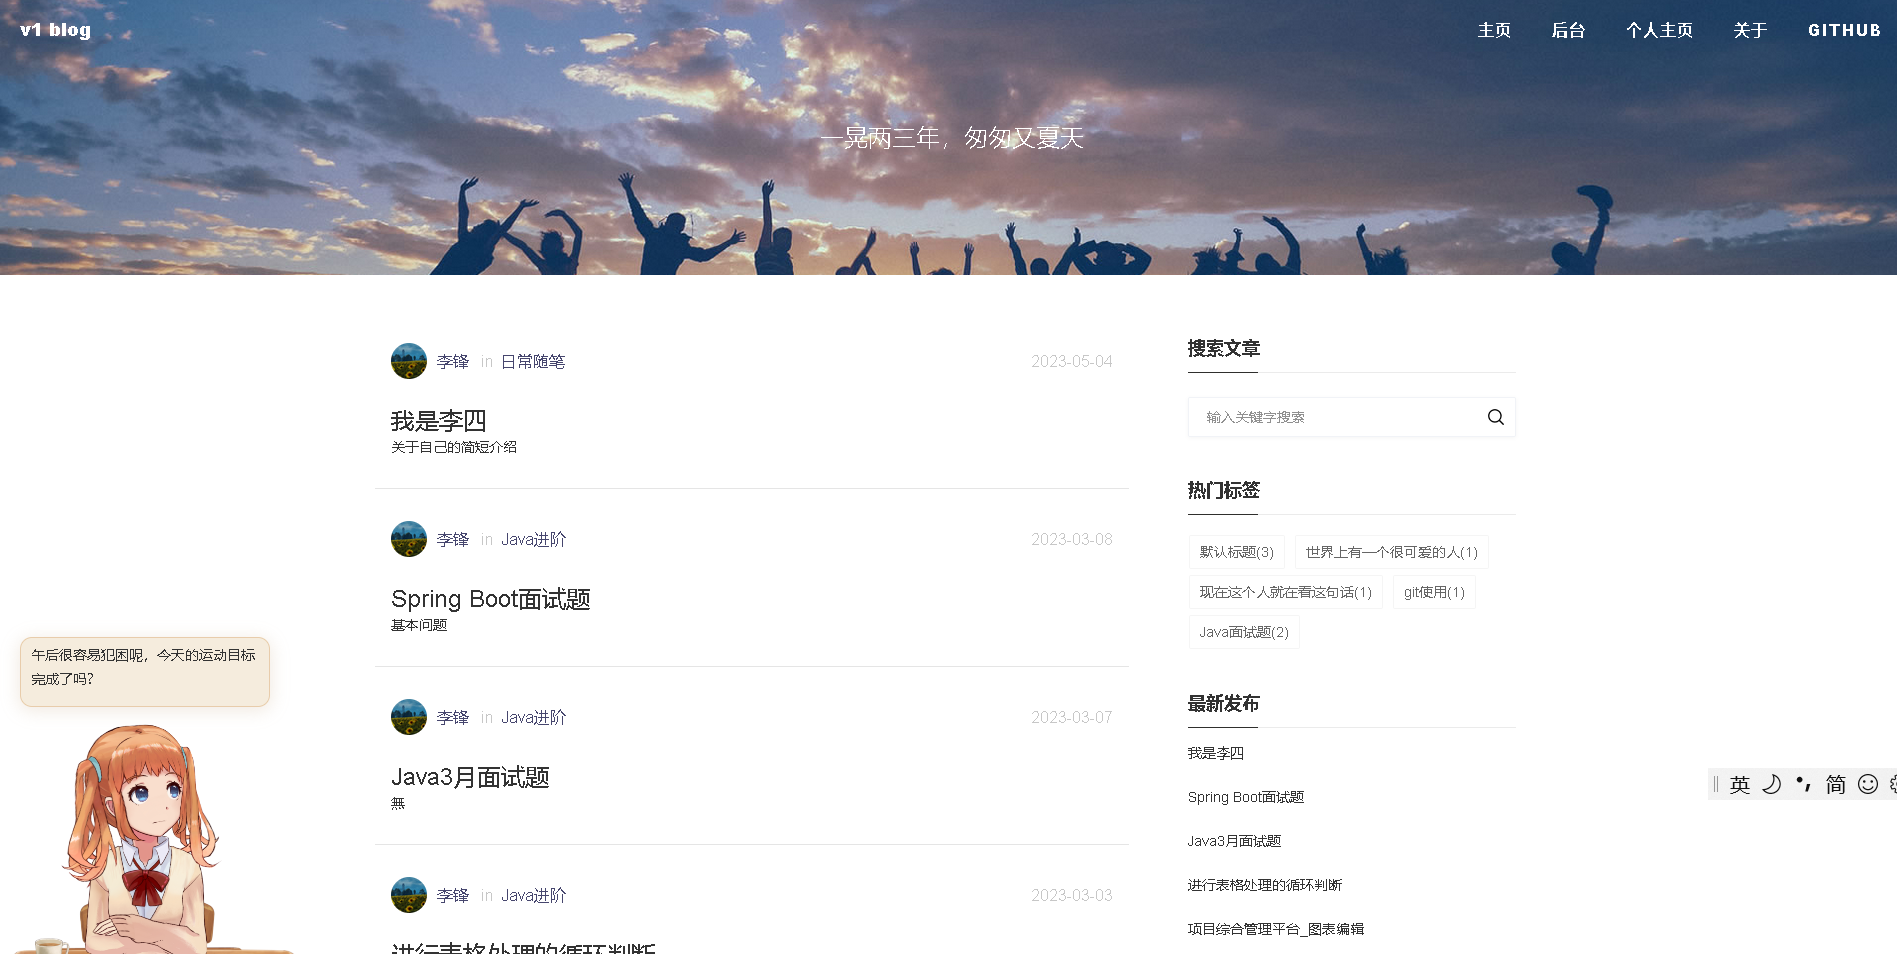 v1 blog
主页 后台 个人主页 关于 GITHUB
一晃两三年，匆匆又夏天
李锋 in 日常随笔 2023-05-04
我是李四
关于自己的简短介绍
李锋 in Java进阶 2023-03-08
Spring Boot面试题
基本问题
李锋 in Java进阶 2023-03-07
Java3月面试题
無
李锋 in Java进阶 2023-03-03
进行表格处理的循环判断
搜索文章
输入关键字搜索
热门标签
默认标题(3) 世界上有一个很可爱的人(1)
现在这个人就在看这句话(1) git使用(1)
Java面试题(2)
最新发布
我是李四
Spring Boot面试题
Java3月面试题
进行表格处理的循环判断
项目综合管理平台_图表编辑
午后很容易犯困呢，今天的运动目标
完成了吗？
英 简